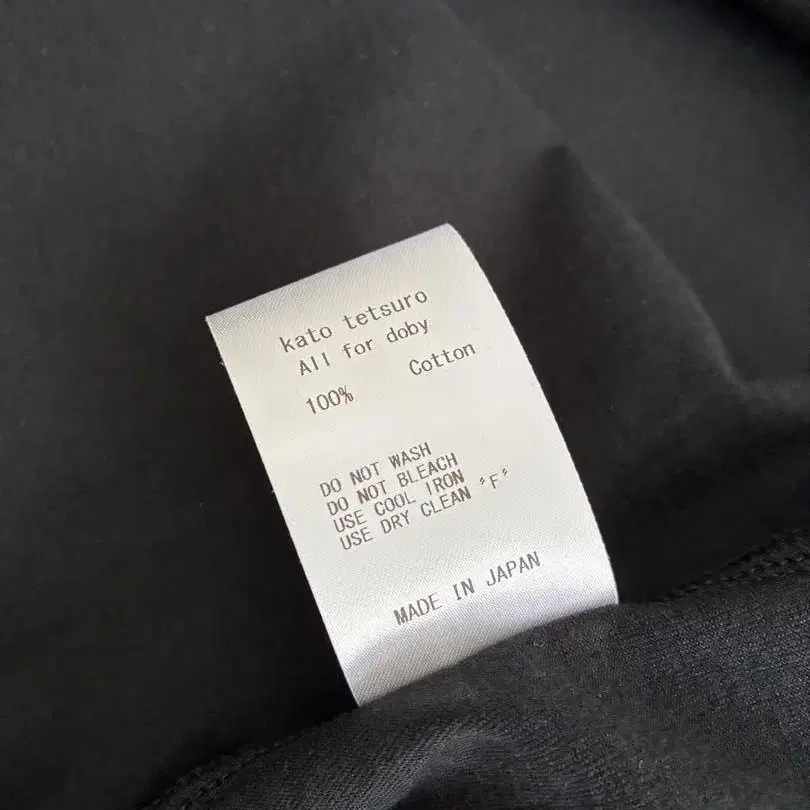 kato tetsuro
All for doby
100% Cotton
DO NOT WASH
DO NOT BLEACH
USE COOL IRON
USE DRY CLEAN "F"
MADE IN JAPAN